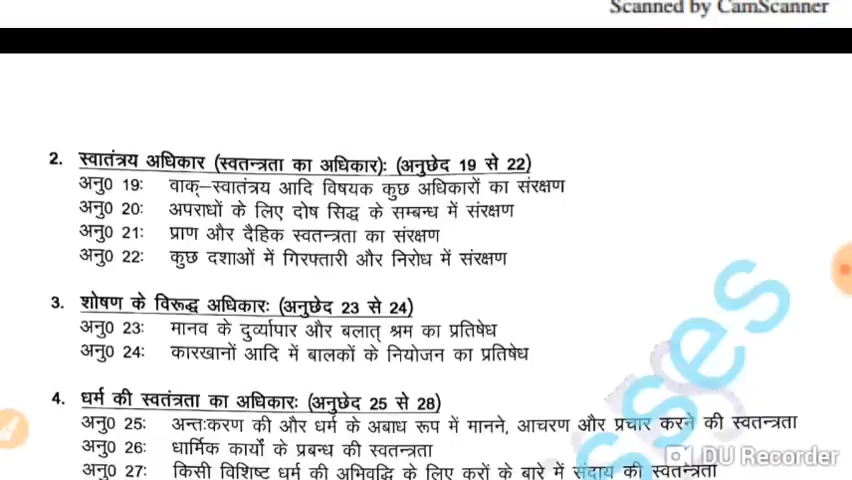 Scanned by CamScanner
2. स्वातंत्रय अधिकार (स्वतन्त्रता का अधिकार): (अनुछेद 19 से 22)
अनु0 19: वाक्–स्वातंत्रय आदि विषयक कुछ अधिकारों का संरक्षण
अनु0 20: अपराधों के लिए दोष सिद्ध के सम्बन्ध में संरक्षण
अनु0 21: प्राण और दैहिक स्वतन्त्रता का संरक्षण
अनु0 22: कुछ दशाओं में गिरफ्तारी और निरोध में संरक्षण
3. शोषण के विरूद्ध अधिकारः (अनुछेद 23 से 24)
अनु0 23: मानव के दुर्व्यापार और बलात् श्रम का प्रतिषेध
अनु0 24: कारखानों आदि में बालकों के नियोजन का प्रतिषेध
4. धर्म की स्वतंत्रता का अधिकारः (अनुछेद 25 से 28)
अनु0 25: अन्तःकरण की और धर्म के अबाध रूप में मानने, आचरण और प्रचार करने की स्वतन्त्रता
अनु0 26: धार्मिक कार्यों के प्रबन्ध की स्वतन्त्रता
अनु0 27: किसी विशिष्ट धर्म की अभिवृद्धि के लिए करों के बारे में संदाय की स्वतन्त्रता
sses
DU Recorder